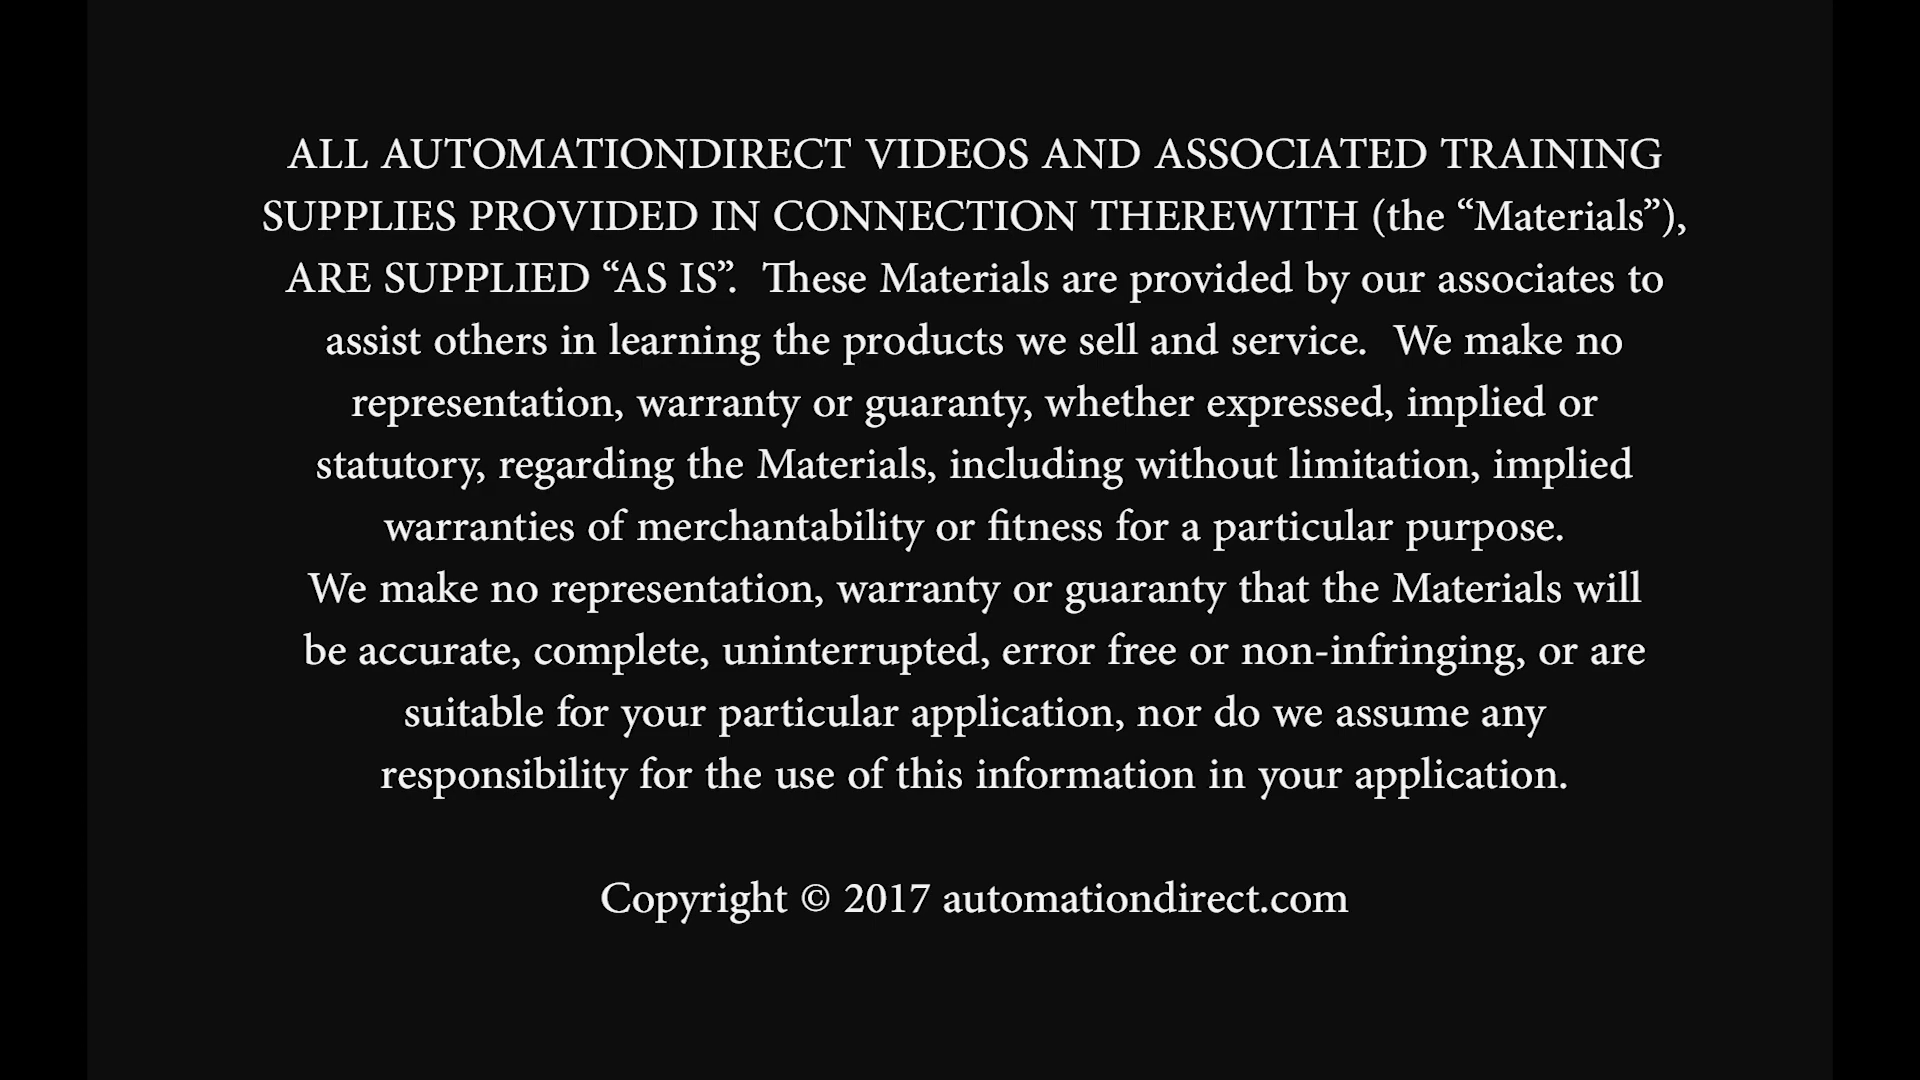 ALL AUTOMATIONDIRECT VIDEOS AND ASSOCIATED TRAINING
SUPPLIES PROVIDED IN CONNECTION THEREWITH (the “Materials”),
ARE SUPPLIED “AS IS”.  These Materials are provided by our associates to
assist others in learning the products we sell and service.  We make no
representation, warranty or guaranty, whether expressed, implied or
statutory, regarding the Materials, including without limitation, implied
warranties of merchantability or fitness for a particular purpose.
We make no representation, warranty or guaranty that the Materials will
be accurate, complete, uninterrupted, error free or non-infringing, or are
suitable for your particular application, nor do we assume any
responsibility for the use of this information in your application.
Copyright © 2017 automationdirect.com